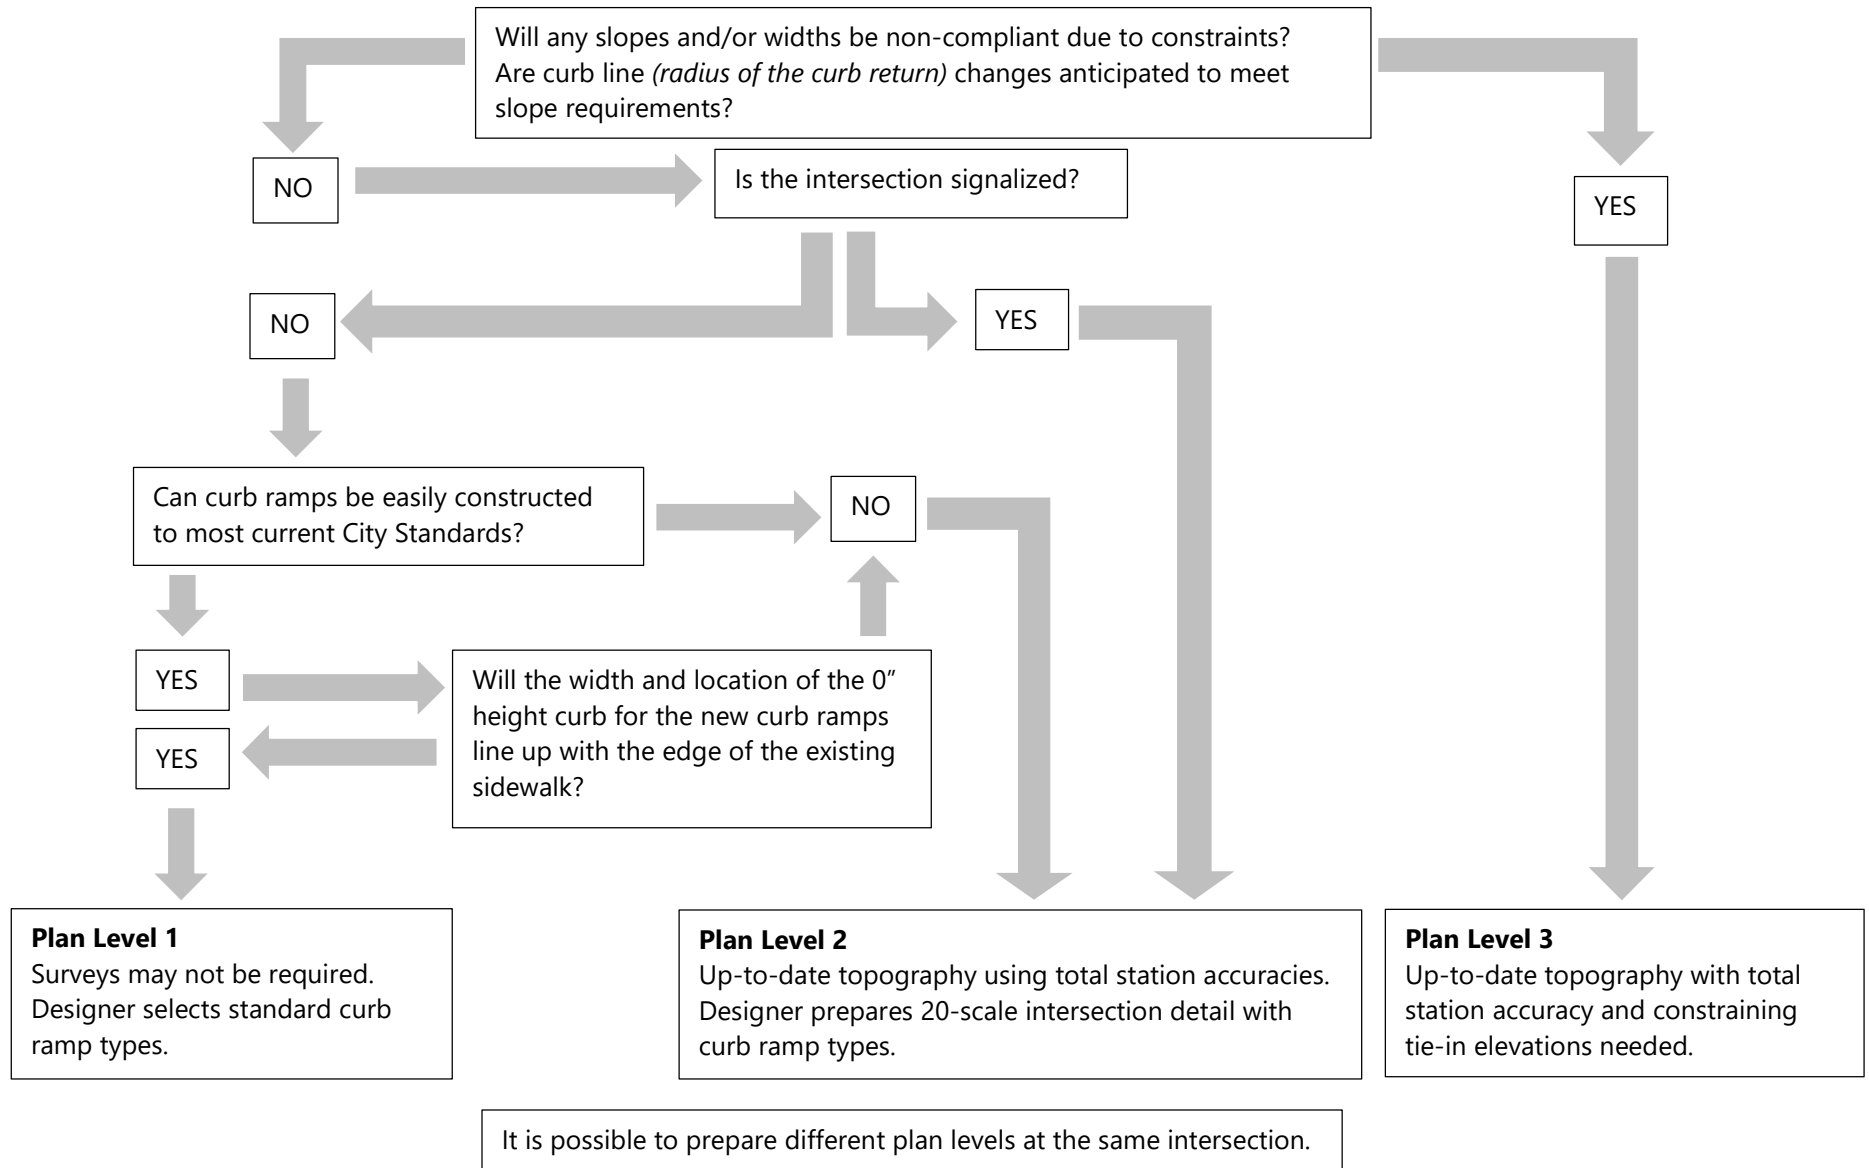 Will any slopes and/or widths be non-compliant due to constraints?
Are curb line (radius of the curb return) changes anticipated to meet
slope requirements?
NO
Is the intersection signalized?
YES
NO
YES
Can curb ramps be easily constructed
to most current City Standards?
NO
YES
Will the width and location of the 0”
height curb for the new curb ramps
line up with the edge of the existing
sidewalk?
YES
Plan Level 1
Surveys may not be required.
Designer selects standard curb
ramp types.
Plan Level 2
Up-to-date topography using total station accuracies.
Designer prepares 20-scale intersection detail with
curb ramp types.
Plan Level 3
Up-to-date topography with total
station accuracy and constraining
tie-in elevations needed.
It is possible to prepare different plan levels at the same intersection.